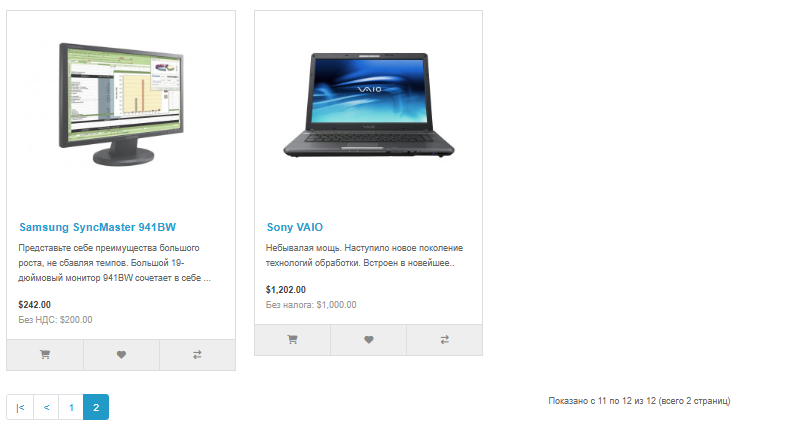 VAIO
Samsung SyncMaster 941BW
Представьте себе преимущества большого
роста, не сбавляя темпов. Большой 19-
дюймовый монитор 941BW сочетает в себе ...
$242.00
Без НДС: $200.00
Sony VAIO
Небывалая мощь. Наступило новое поколение
технологий обработки. Встроен в новейшее..
$1,202.00
Без налога: $1,000.00
|< < 1 2
Показано с 11 по 12 из 12 (всего 2 страниц)